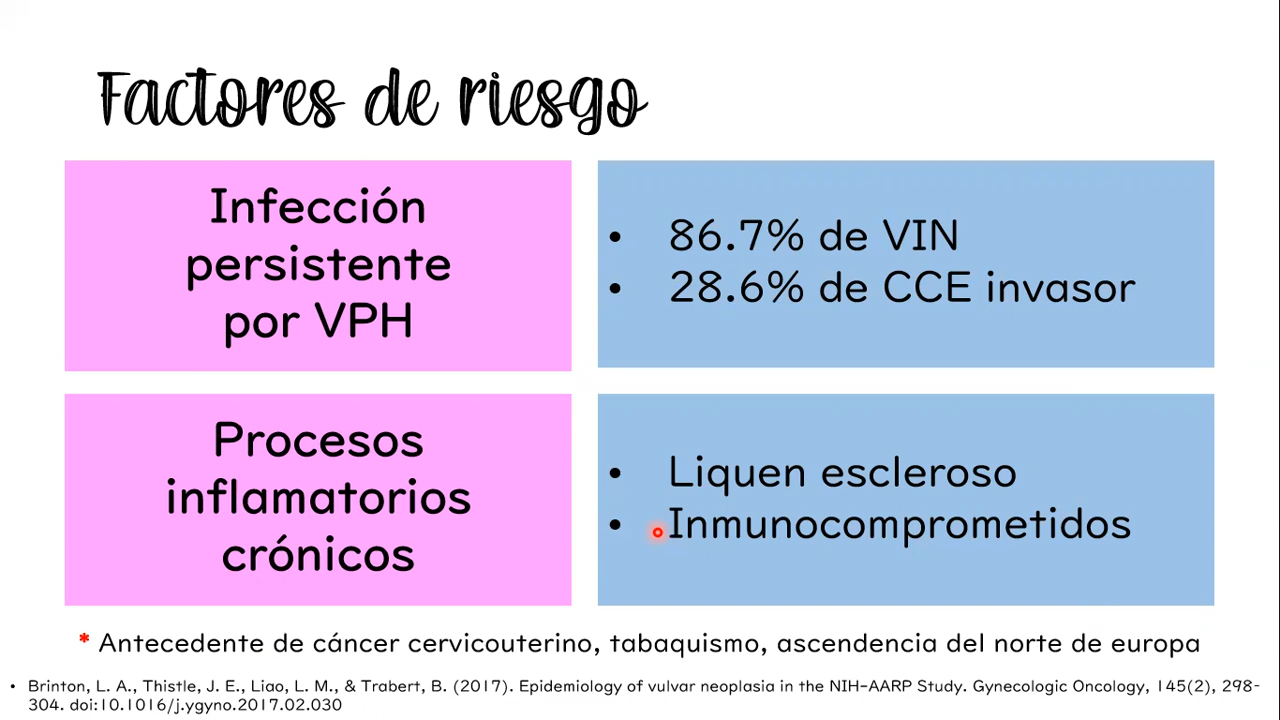 Factores de riesgo
Infección
persistente
por VPH
• 86.7% de VIN
• 28.6% de CCE invasor
Procesos
inflamatorios
crónicos
• Liquen escleroso
• Inmunocomprometidos
* Antecedente de cáncer cervicouterino, tabaquismo, ascendencia del norte de europa
• Brinton, L. A., Thistle, J. E., Liao, L. M., & Trabert, B. (2017). Epidemiology of vulvar neoplasia in the NIH-AARP Study. Gynecologic Oncology, 145(2), 298-
304. doi:10.1016/j.ygyno.2017.02.030